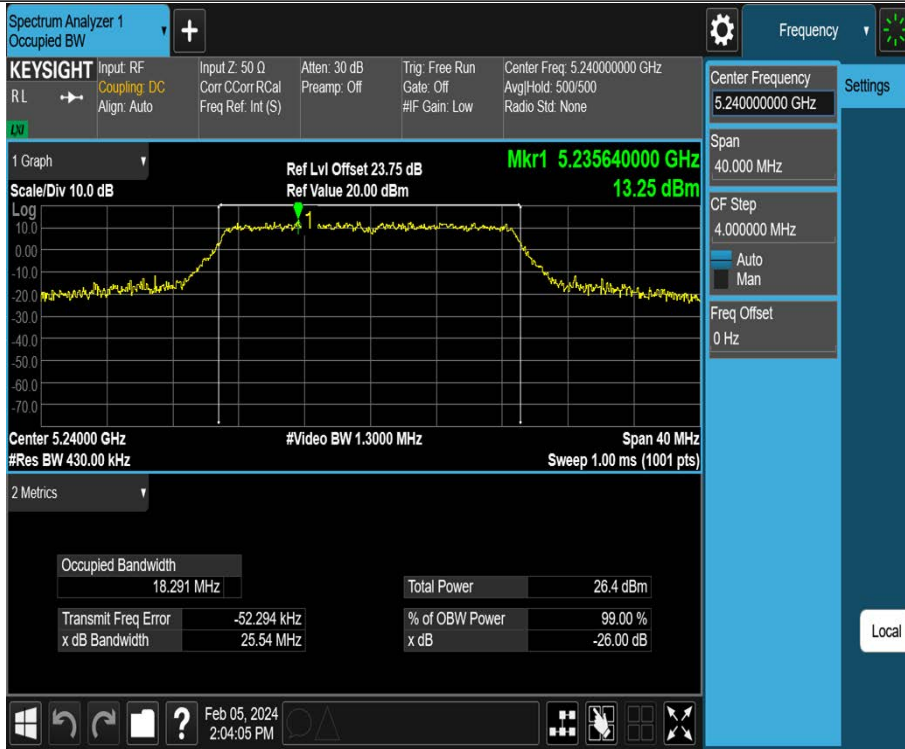 Spectrum Analyzer 1
Occupied BW
+
Frequency
KEYSIGHT
Input: RF
Coupling: DC
Align: Auto
Input Z: 50 Ω
Corr CCorr RCal
Freq Ref: Int (S)
Atten: 30 dB
Preamp: Off
Trig: Free Run
Gate: Off
#IF Gain: Low
Center Freq: 5.240000000 GHz
Avg|Hold: 500/500
Radio Std: None
R L
LXI
1 Graph
Scale/Div 10.0 dB
Ref Lvl Offset 23.75 dB
Ref Value 20.00 dBm
Mkr1 5.235640000 GHz
13.25 dBm
Log
10.0
0.00
-10.0
-20.0
-30.0
-40.0
-50.0
-60.0
-70.0
1
Center 5.24000 GHz
#Video BW 1.3000 MHz
Span 40 MHz
#Res BW 430.00 kHz
Sweep 1.00 ms (1001 pts)
2 Metrics
Occupied Bandwidth
18.291 MHz
Total Power 26.4 dBm
Transmit Freq Error -52.294 kHz
% of OBW Power 99.00 %
x dB Bandwidth 25.54 MHz
x dB -26.00 dB
Center Frequency
5.240000000 GHz
Settings
Span
40.000 MHz
CF Step
4.000000 MHz
Auto
Man
Freq Offset
0 Hz
Local
?
Feb 05, 2024
2:04:05 PM